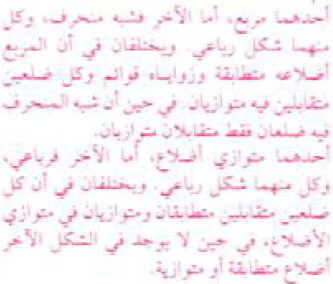 أحدهما مربع، أما الآخر فشبه منحرف، وكل
منهما شكل رباعي. ويختلفان في أن المربع
أضلاعه متطابقة وزواياه قوائم وكل ضلعين
متقابلين فيه متوازيان. في حين أن شبه المنحرف
فيه ضلعان فقط متقابلان متوازيان.
أحدهما متوازي أضلاع، أما الآخر فرباعي،
وكل منهما شكل رباعي. ويختلفان في أن كل
ضلعين متقابلين متطابقان ومتوازيان في متوازي
الأضلاع، في حين لا يوجد في الشكل الآخر
أضلاع متطابقة أو متوازية.